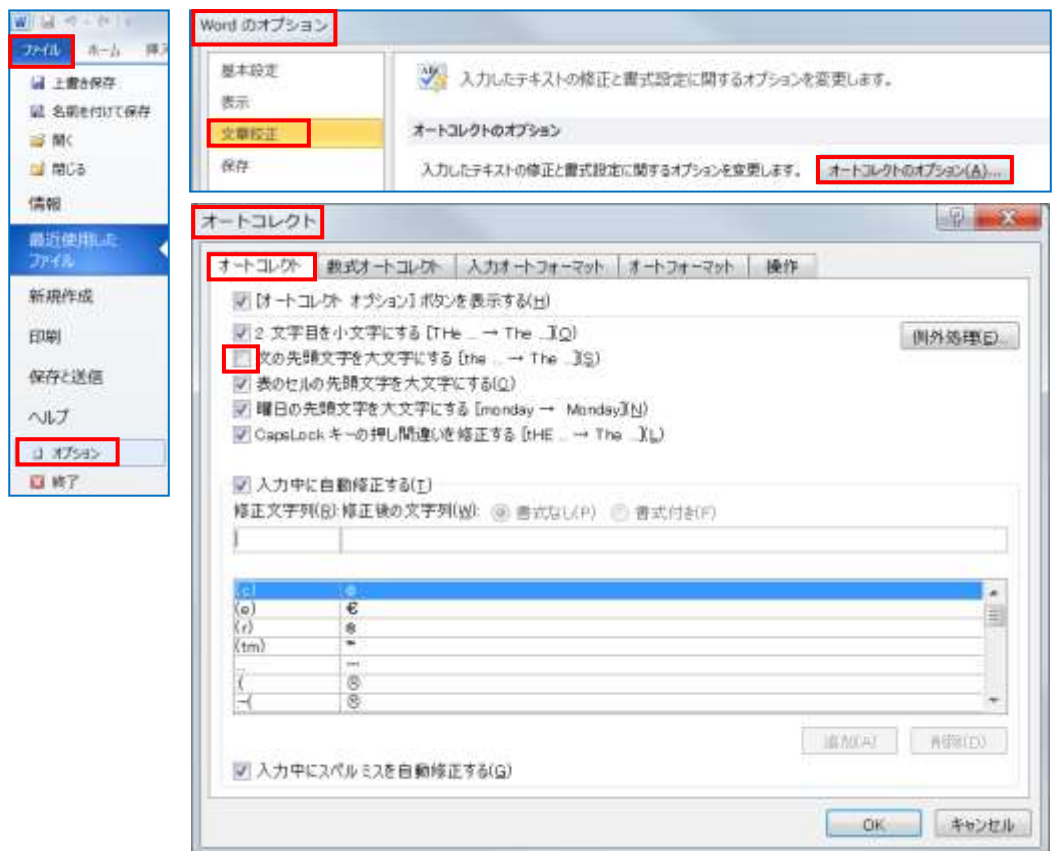 ファイル ホーム 挿入
上書き保存
名前を付けて保存
開く
閉じる
情報
最近使用した
ファイル
新規作成
印刷
保存と送信
ヘルプ
オプション
終了
Word のオプション
基本設定
表示
文章校正
保存
入力したテキストの修正と書式設定に関するオプションを変更します。
オートコレクトのオプション
入力したテキストの修正と書式設定に関するオプションを変更します。 オートコレクトのオプション(A)...
オートコレクト
オートコレクト 数式オートコレクト 入力オートフォーマット オートフォーマット 操作
[オートコレクト オプション] ボタンを表示する(H)
2 文字目を小文字にする [THe ... → The ...](O)
例外処理(E)...
文の先頭文字を大文字にする [the ... → The ...](S)
表のセルの先頭文字を大文字にする(C)
曜日の先頭文字を大文字にする [monday → Monday](N)
CapsLock キーの押し間違いを修正する [tHE ... → The ...](L)
入力中に自動修正する(T)
修正文字列(R): 修正後の文字列(W): 書式なし(P) 書式付き(F)
(c) ©
(e) €
(r) ®
(tm) ™
... …
:( ☹
:-( ☹
追加(A) 削除(D)
入力中にスペル ミスを自動修正する(G)
OK キャンセル